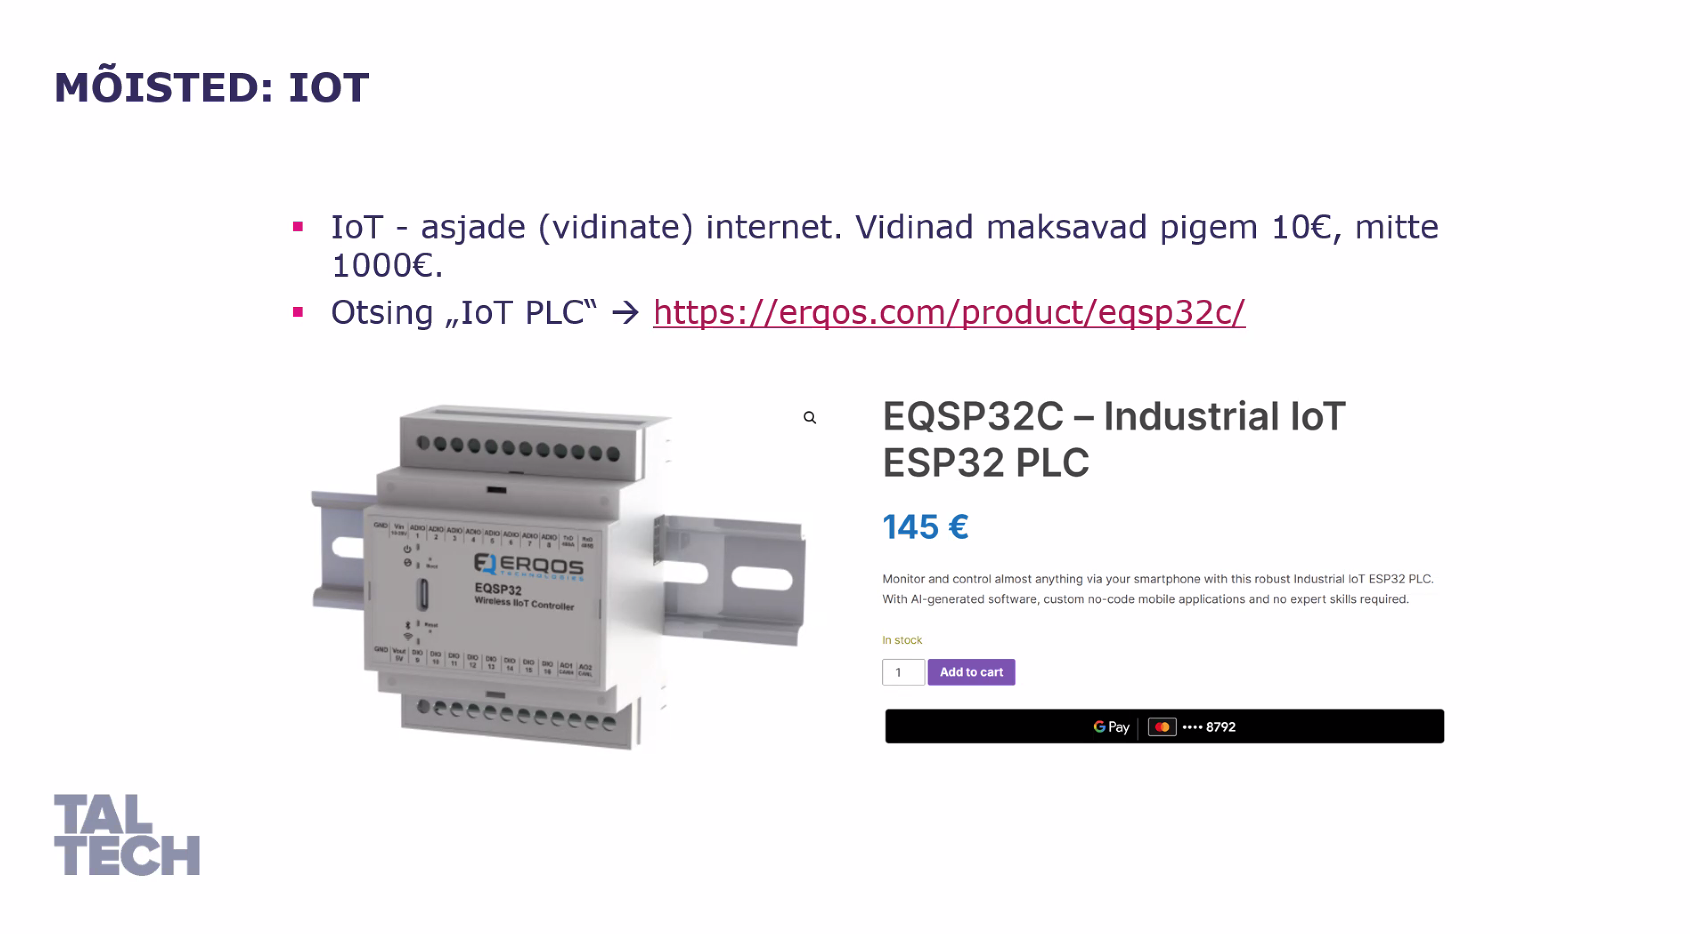 MÕISTED: IOT
IoT - asjade (vidinate) internet. Vidinad maksavad pigem 10€, mitte
1000€.
Otsing „IoT PLC“ → https://erqos.com/product/eqsp32c/
EQSP32C – Industrial IoT
ESP32 PLC
145 €
Monitor and control almost anything via your smartphone with this robust Industrial IoT ESP32 PLC.
With AI-generated software, custom no-code mobile applications and no expert skills required.
In stock
1 Add to cart
G Pay •••• 8792
GND Vin ADIO ADIO ADIO ADIO ADIO ADIO ADIO ADIO
1 2 3 4 5 6 7 8
Boot
ERQOS
TECHNOLOGIES
EQSP32
Wireless IIoT Controller
Reset
GND Vout DIO DIO DIO DIO DIO DIO DIO DIO AO1 AO2
5V 9 10 11 12 13 14 15 16
TAL
TECH